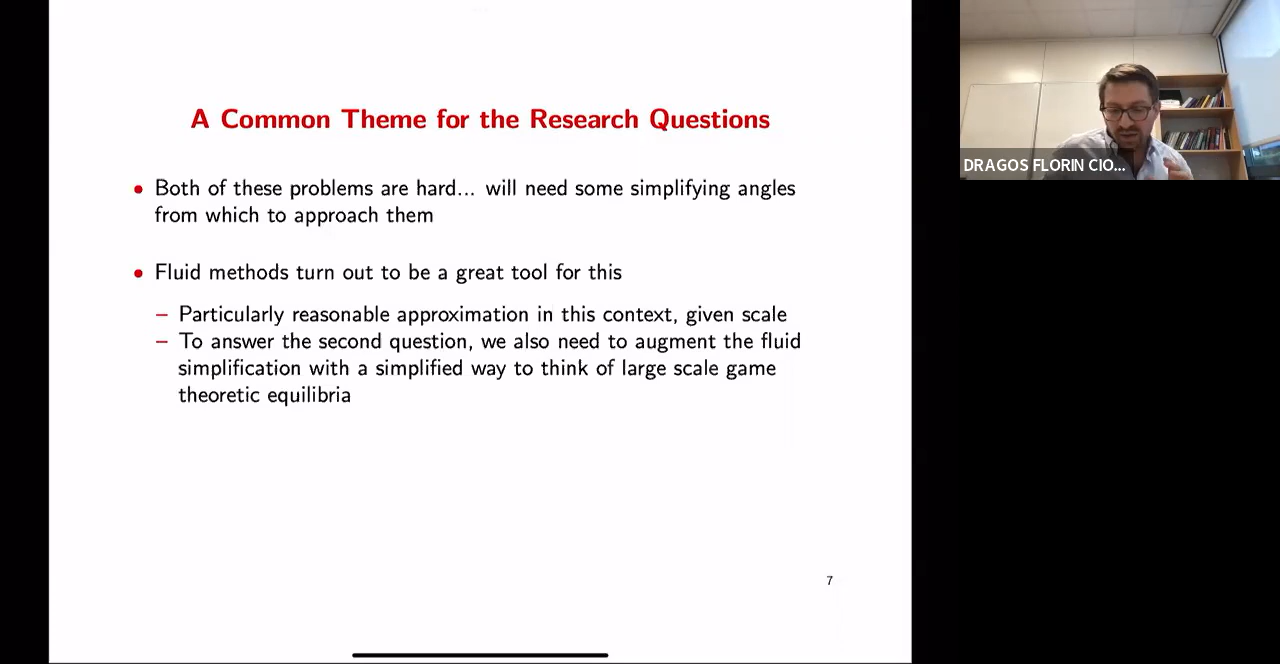 A Common Theme for the Research Questions
• Both of these problems are hard... will need some simplifying angles
from which to approach them
• Fluid methods turn out to be a great tool for this
– Particularly reasonable approximation in this context, given scale
– To answer the second question, we also need to augment the fluid
simplification with a simplified way to think of large scale game
theoretic equilibria
7
DRAGOS FLORIN CIO...